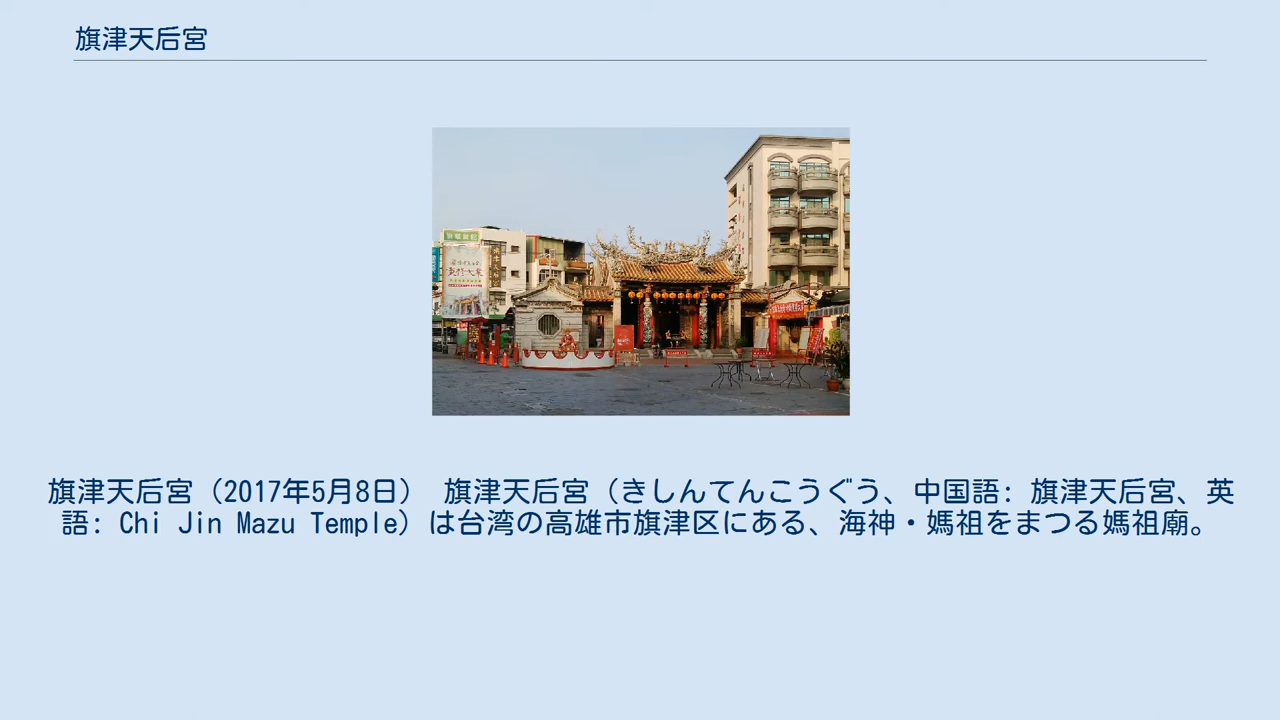 旗津天后宮
旗津天后宮（2017年5月8日） 旗津天后宮（きしんてんこうぐう、中国語: 旗津天后宮、英
語: Chi Jin Mazu Temple）は台湾の高雄市旗津区にある、海神・媽祖をまつる媽祖廟。